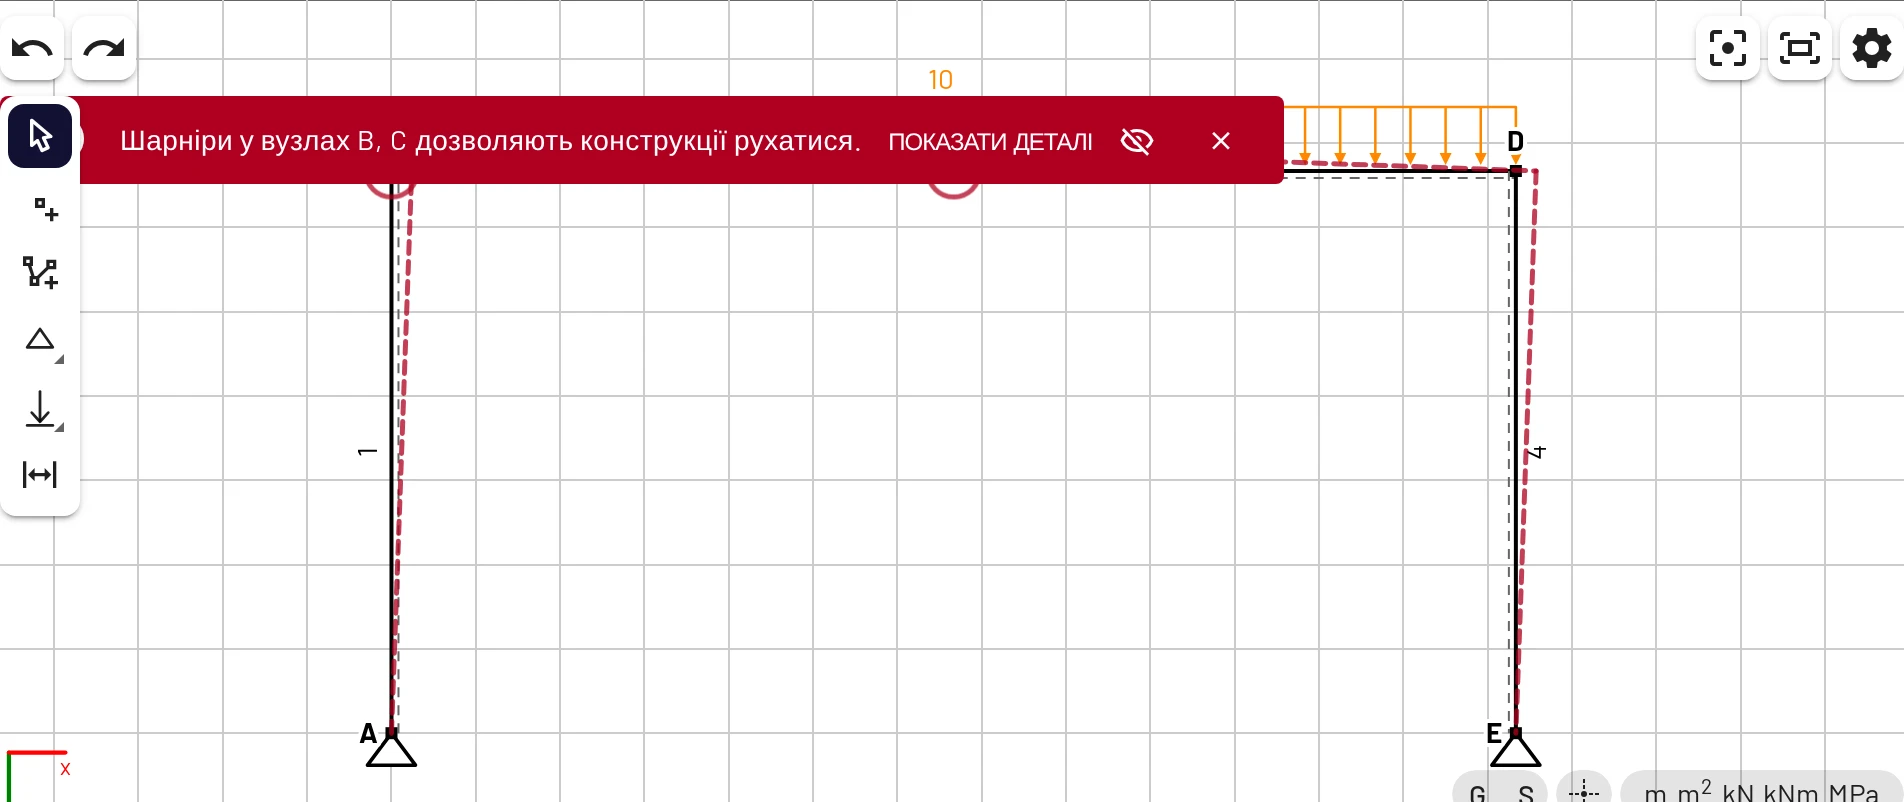 10
Шарніри у вузлах B, C дозволяють конструкції рухатися. ПОКАЗАТИ ДЕТАЛІ
D
1
4
A
E
x
G S m m² kN kNm MPa